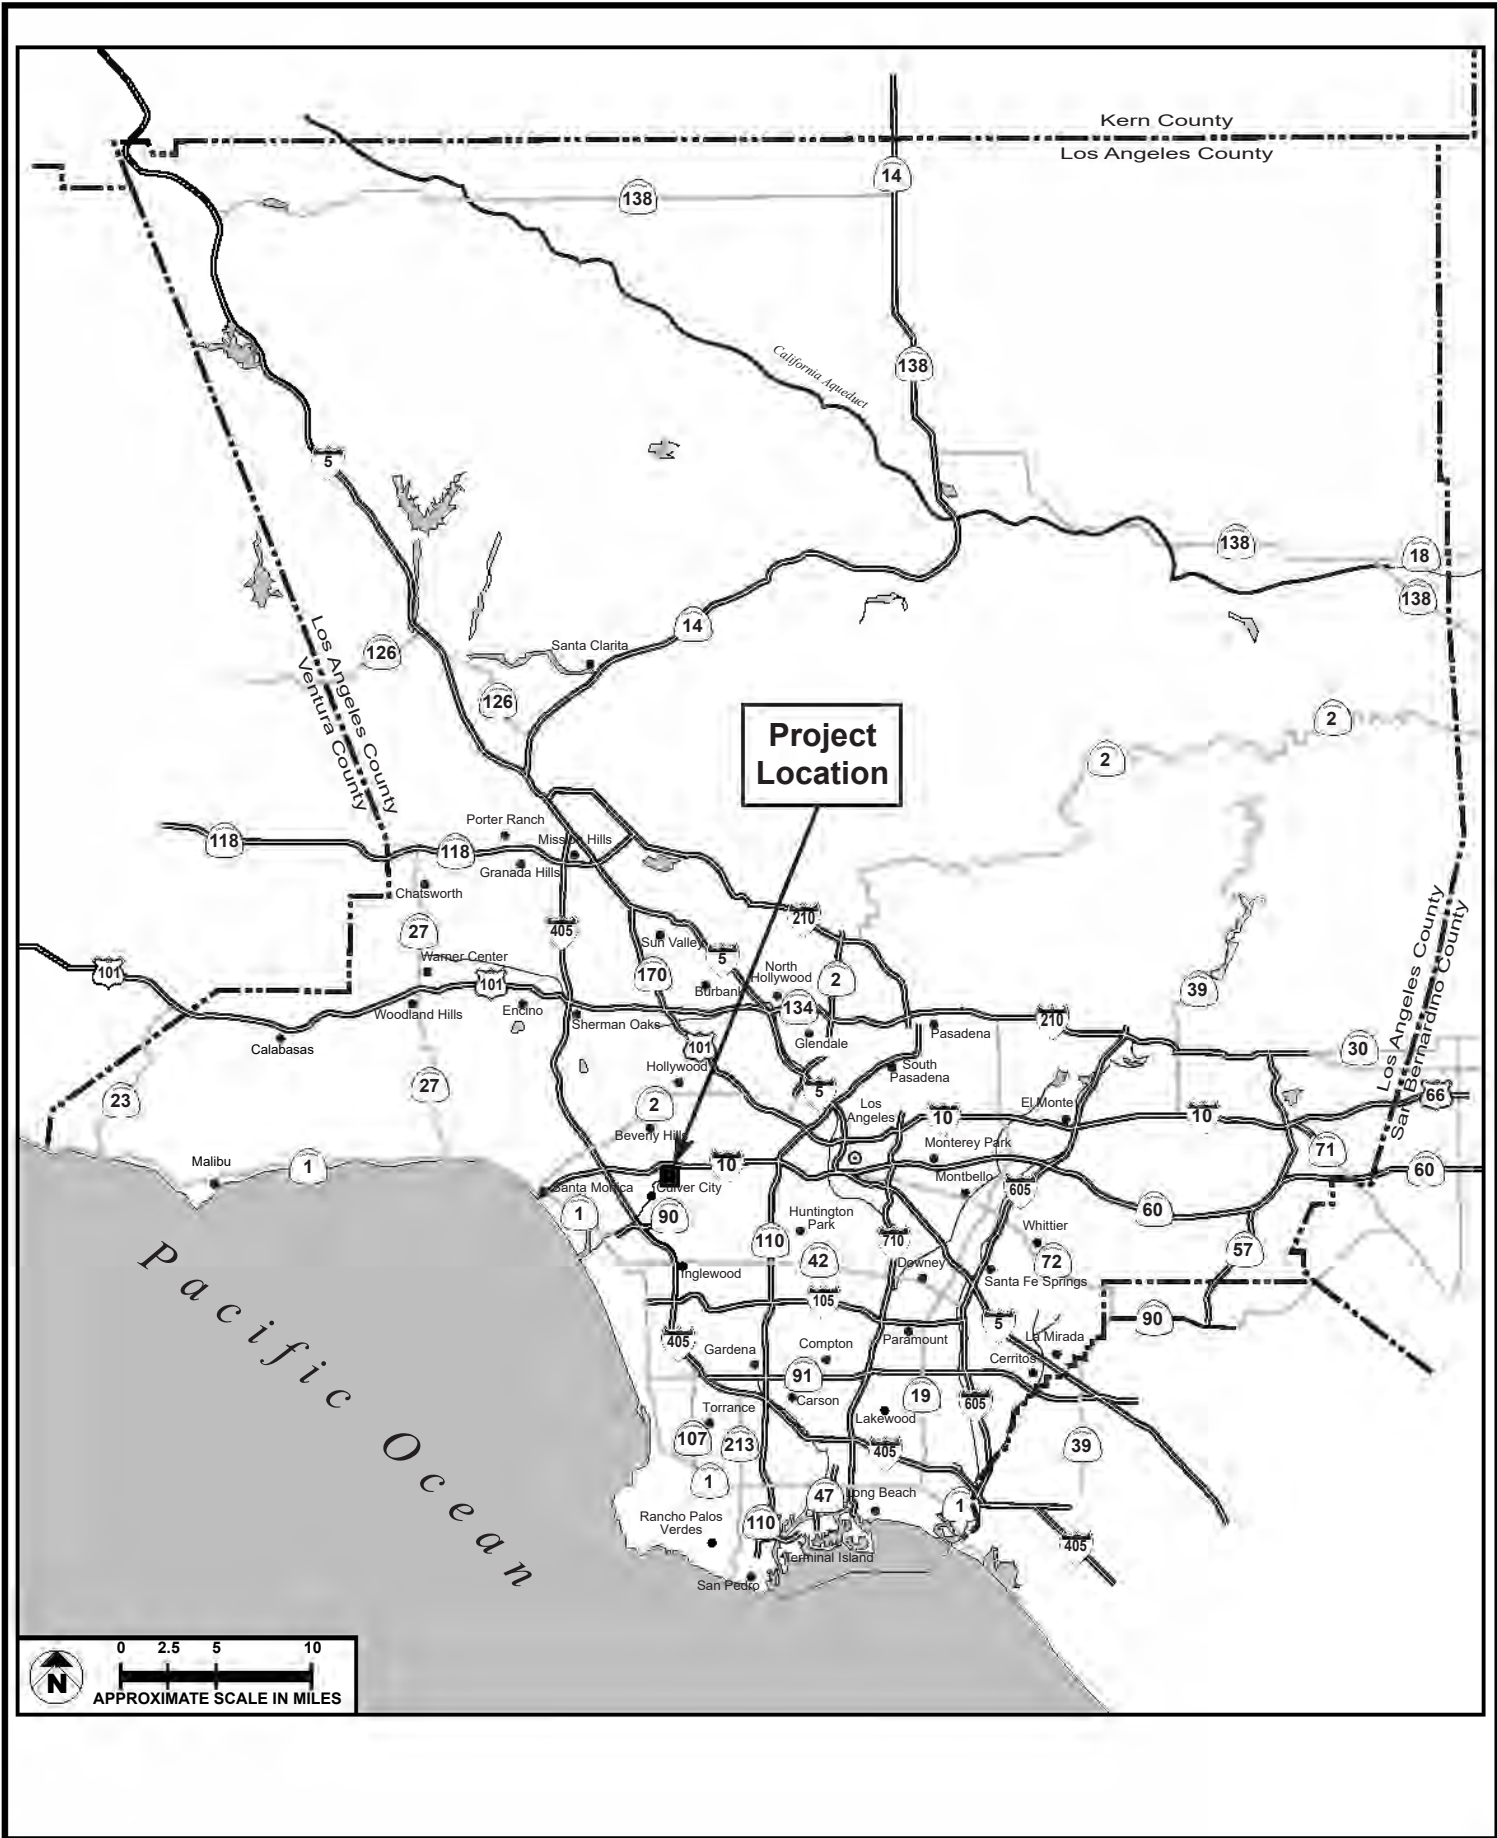 Kern County
Los Angeles County
14
138
138
California Aqueduct
5
138
18
138
14
126
Santa Clarita
126
Los Angeles County
Ventura County
Project
Location
2
2
Porter Ranch
118
Mission Hills
118
Granada Hills
Chatsworth
210
405
27
Sun Valley
5
Warner Center
North
Hollywood
101
170
2
101
Burbank
39
Los Angeles County
San Bernardino County
134
Woodland Hills
Encino
Sherman Oaks
210
Pasadena
Calabasas
101
Glendale
30
Hollywood
South
Pasadena
27
5
66
23
2
Los
Angeles
El Monte
10
10
Beverly Hills
Monterey Park
71
Malibu
1
10
60
Santa Monica
Culver City
Montbello
605
1
90
Huntington
Park
60
Whittier
110
710
57
42
72
Inglewood
Downey
Santa Fe Springs
105
5
90
405
Compton
Paramount
La Mirada
Gardena
Cerritos
91
19
605
Carson
Torrance
Lakewood
107
213
405
39
1
47
Long Beach
1
Rancho Palos
Verdes
110
405
Terminal Island
San Pedro
Pacific Ocean
0 2.5 5 10
N
APPROXIMATE SCALE IN MILES